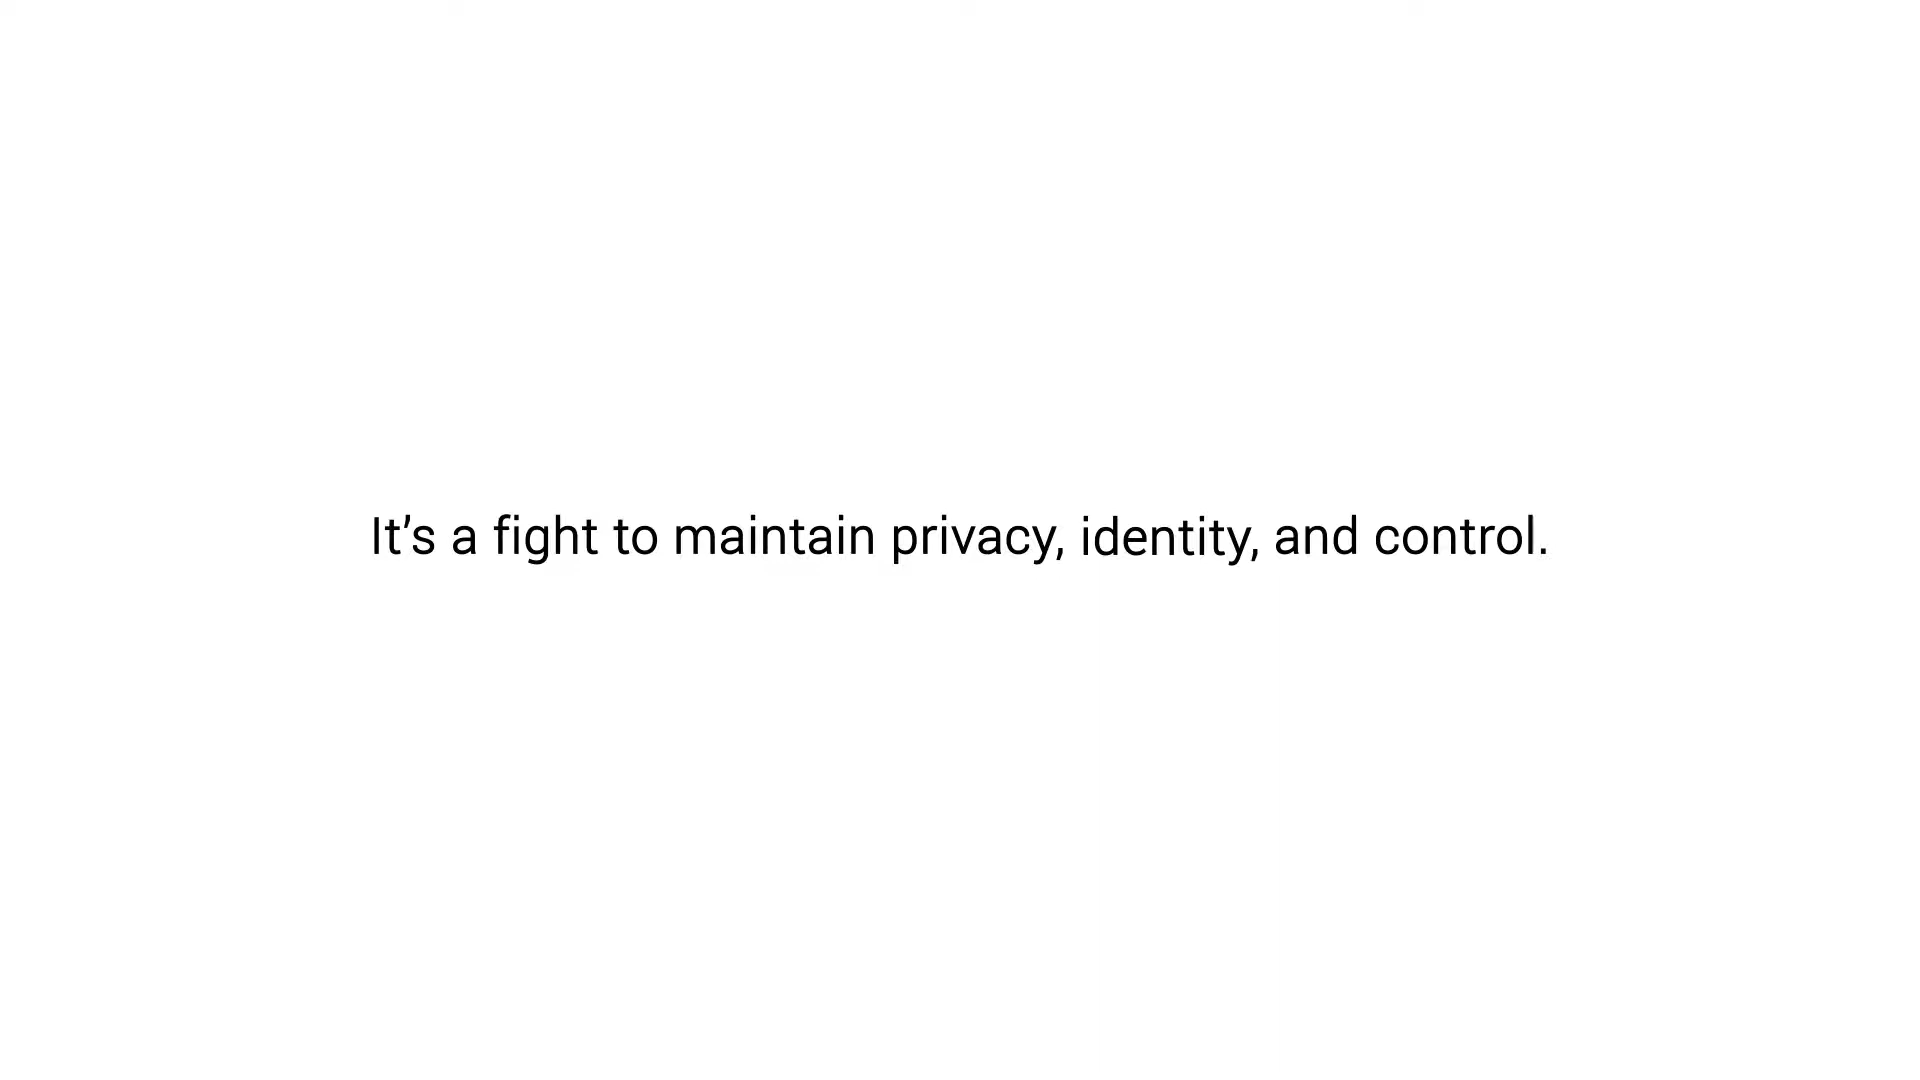 It’s a fight to maintain privacy, identity, and control.